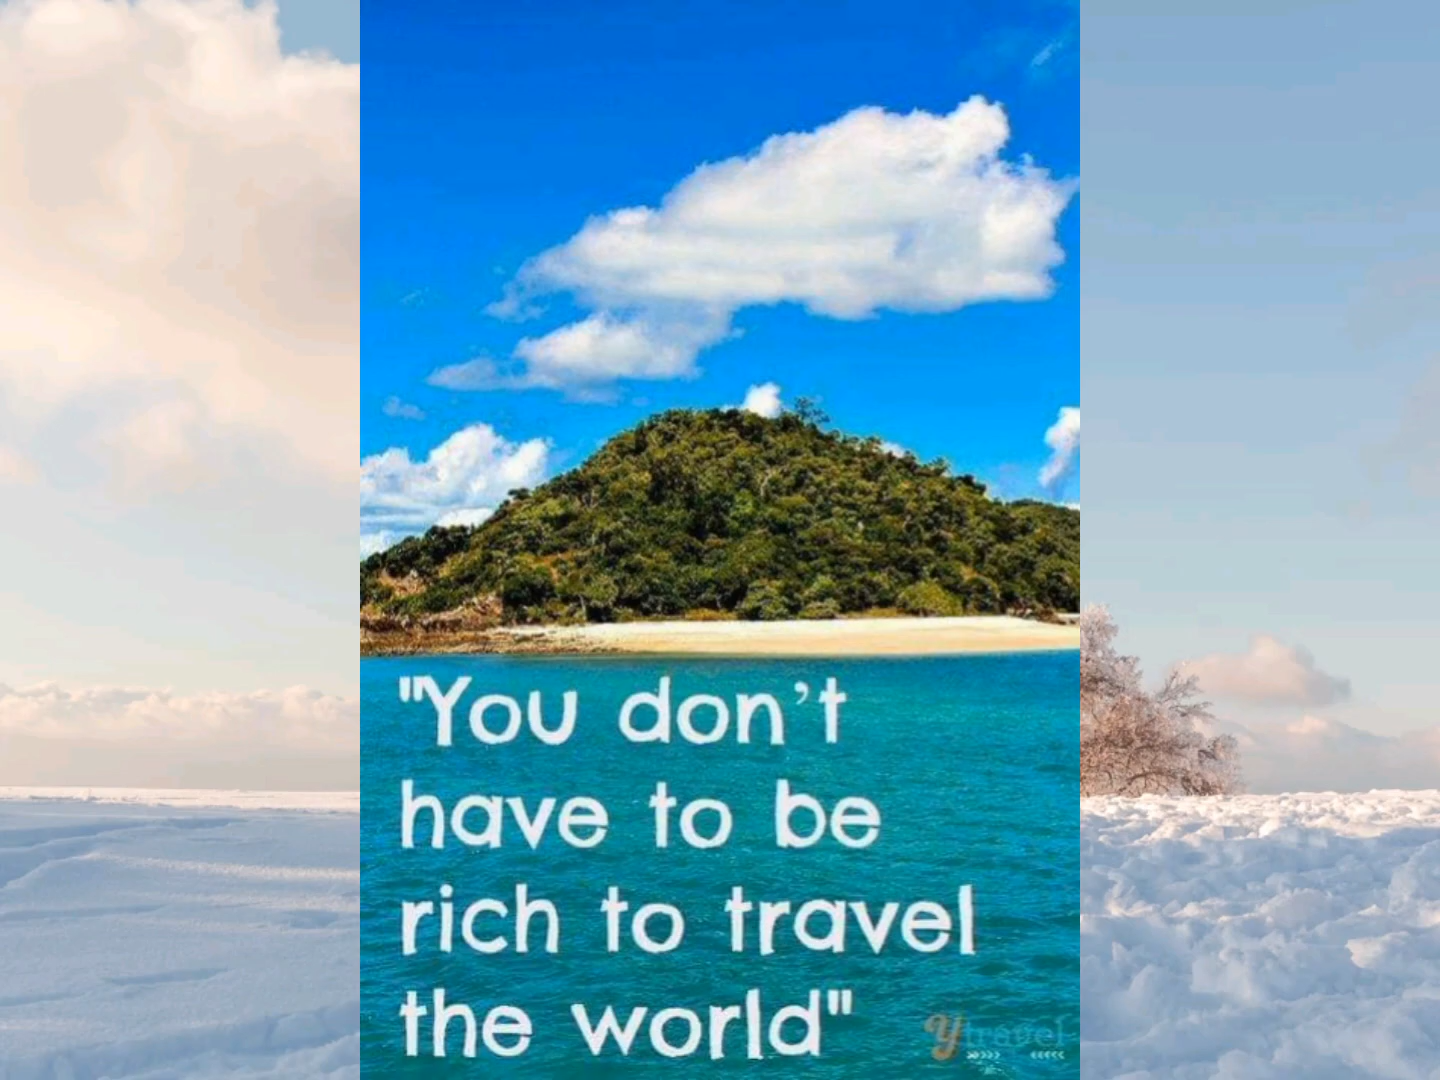 "You don't
have to be
rich to travel
the world"
ytravel